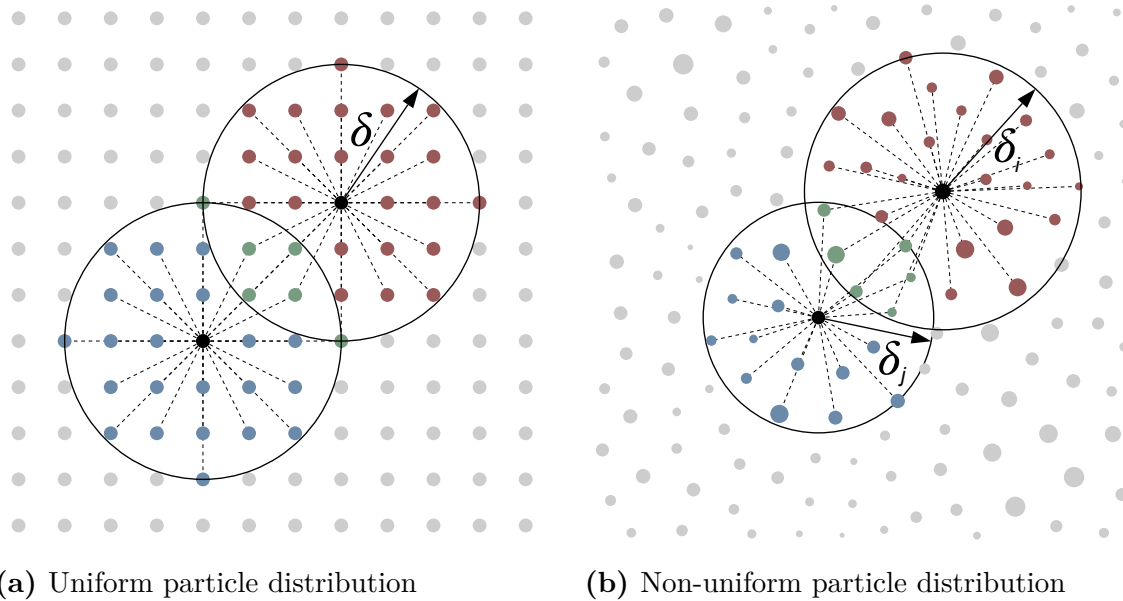 δ
δi
δj
(a) Uniform particle distribution
(b) Non-uniform particle distribution